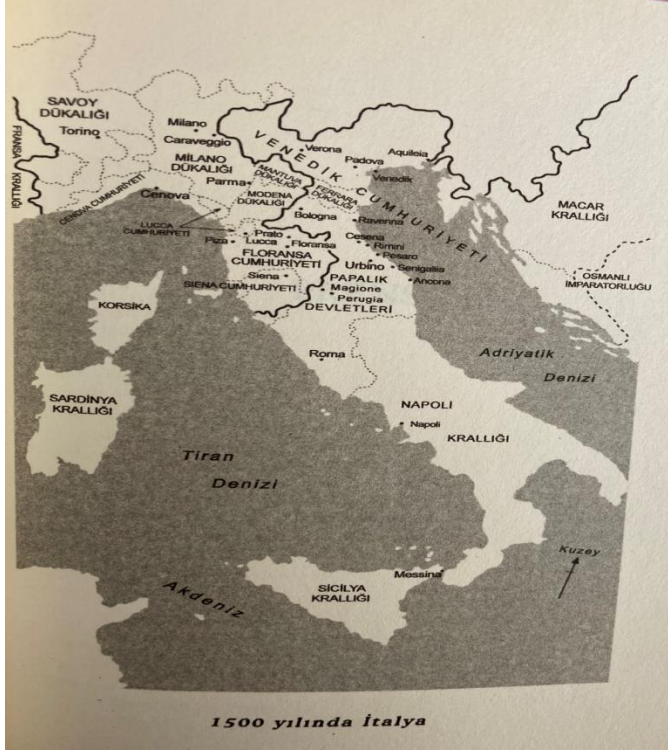 SAVOY
DÜKALIĞI
Torino
FRANSA KRALLIĞI
Milano
Caravaggio
MİLANO
DÜKALIĞI
VENEDİK CUMHURİYETİ
Verona
Padova
Venedik
Aquileia
MANTUVA
DÜKALIĞI
Parma
MODENA
DÜKALIĞI
FERRARA
DÜKALIĞI
CENOVA CUMHURİYETİ
Cenova
LUCCA
CUMHURİYETİ
Bologna
Ravenna
Prato
Piza
Lucca
Floransa
FLORANSA
CUMHURİYETİ
Cesena
Rimini
Pesaro
Urbino
Senigallia
Ancona
Siena
SIENA CUMHURİYETİ
PAPALIK
Magione
Perugia
DEVLETLERİ
MACAR
KRALLIĞI
OSMANLI
İMPARATORLUĞU
KORSİKA
Roma
Adriyatik
Denizi
SARDİNYA
KRALLIĞI
NAPOLİ
Napoli
KRALLIĞI
Tiran
Denizi
Kuzey
Akdeniz
Messina
SİCİLYA
KRALLIĞI
1500 yılında İtalya